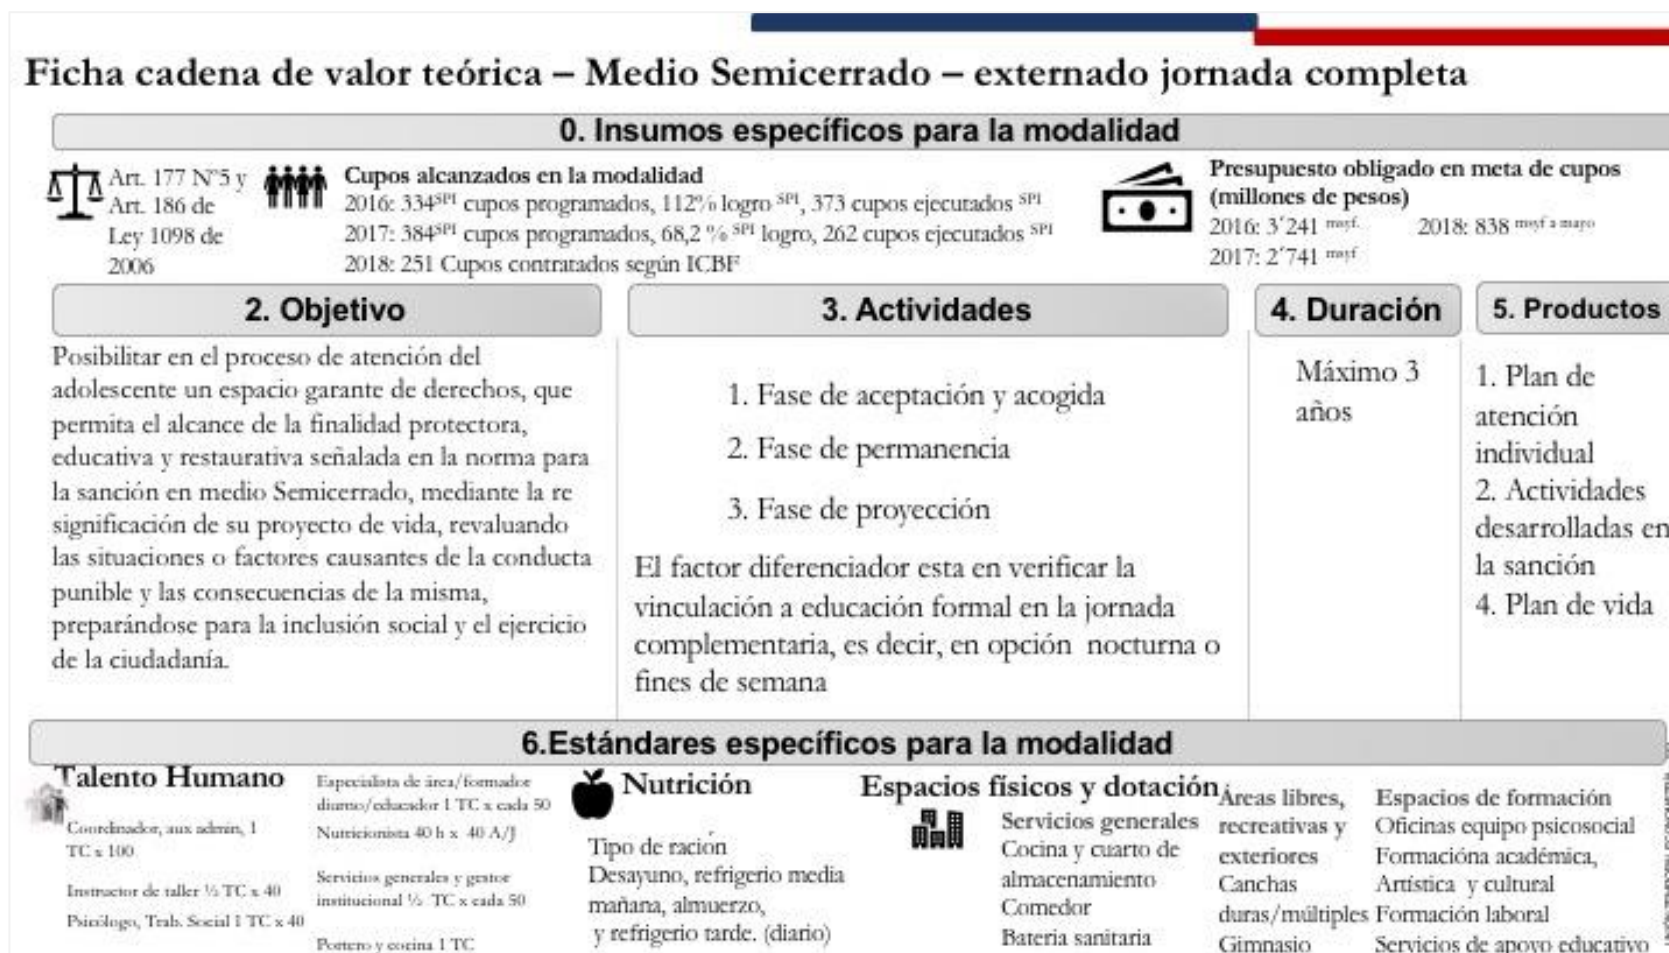 Ficha cadena de valor teórica – Medio Semicerrado – externado jornada completa
0. Insumos específicos para la modalidad
Art. 177 N°5 y
Art. 186 de
Ley 1098 de
2006
Cupos alcanzados en la modalidad
2016: 334SPI cupos programados, 112% logro SPI, 373 cupos ejecutados SPI
2017: 384SPI cupos programados, 68,2 % SPI logro, 262 cupos ejecutados SPI
2018: 251 Cupos contratados según ICBF
Presupuesto obligado en meta de cupos
(millones de pesos)
2016: 3´241 msyf. 2018: 838 msyf a mayo
2017: 2´741 msyf
2. Objetivo
Posibilitar en el proceso de atención del
adolescente un espacio garante de derechos, que
permita el alcance de la finalidad protectora,
educativa y restaurativa señalada en la norma para
la sanción en medio Semicerrado, mediante la re
significación de su proyecto de vida, revaluando
las situaciones o factores causantes de la conducta
punible y las consecuencias de la misma,
preparándose para la inclusión social y el ejercicio
de la ciudadanía.
3. Actividades
1. Fase de aceptación y acogida
2. Fase de permanencia
3. Fase de proyección
El factor diferenciador esta en verificar la
vinculación a educación formal en la jornada
complementaria, es decir, en opción nocturna o
fines de semana
4. Duración
Máximo 3
años
5. Productos
1. Plan de
atención
individual
2. Actividades
desarrolladas en
la sanción
4. Plan de vida
6.Estándares específicos para la modalidad
Talento Humano
Coordinador, aux admin, 1
TC x 100
Instructor de taller ½ TC x 40
Psicólogo, Trab. Social 1 TC x 40
Especialista de área/formador
diurno/educador 1 TC x cada 50
Nutricionista 40 h x 40 A/J
Servicios generales y gestor
institucional ½ TC x cada 50
Portero y cocina 1 TC
Nutrición
Tipo de ración
Desayuno, refrigerio media
mañana, almuerzo,
y refrigerio tarde. (diario)
Espacios físicos y dotación
Servicios generales
Cocina y cuarto de
almacenamiento
Comedor
Bateria sanitaria
Áreas libres,
recreativas y
exteriores
Canchas
duras/múltiples
Gimnasio
Espacios de formación
Oficinas equipo psicosocial
Formacióna académica,
Artística y cultural
Formación laboral
Servicios de apoyo educativo